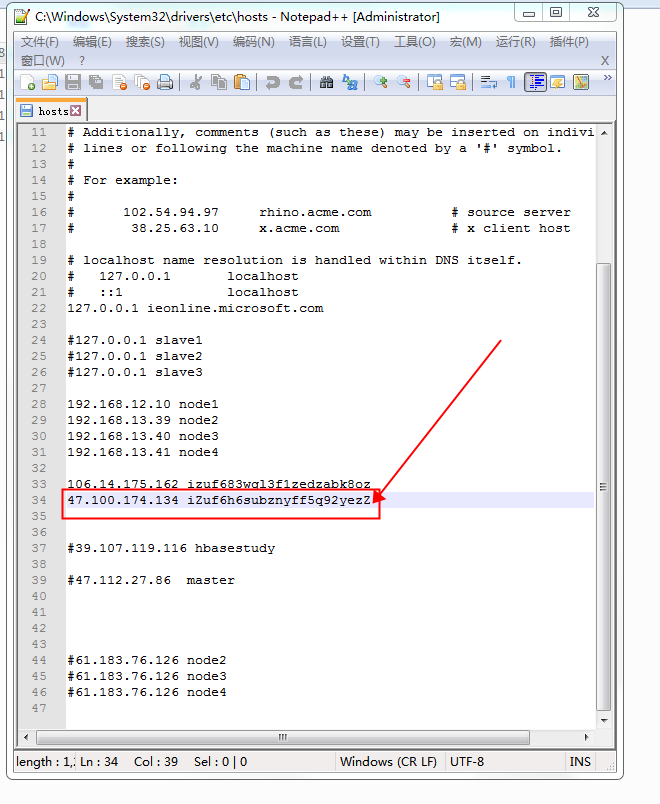 C:\Windows\System32\drivers\etc\hosts - Notepad++ [Administrator]
文件(F) 编辑(E) 搜索(S) 视图(V) 编码(N) 语言(L) 设置(T) 工具(O) 宏(M) 运行(R) 插件(P)
窗口(W) ? X
hosts
11 # Additionally, comments (such as these) may be inserted on indivi
12 # lines or following the machine name denoted by a '#' symbol.
13 #
14 # For example:
15 #
16 # 102.54.94.97 rhino.acme.com # source server
17 # 38.25.63.10 x.acme.com # x client host
18
19 # localhost name resolution is handled within DNS itself.
20 # 127.0.0.1 localhost
21 # ::1 localhost
22 127.0.0.1 ieonline.microsoft.com
23
24 #127.0.0.1 slave1
25 #127.0.0.1 slave2
26 #127.0.0.1 slave3
27
28 192.168.12.10 node1
29 192.168.13.39 node2
30 192.168.13.40 node3
31 192.168.13.41 node4
32
33 106.14.175.162 izuf683wql3f1zedzabk8oz
34 47.100.174.134 iZuf6h6subznyff5q92yezZ
35
36
37 #39.107.119.116 hbasestudy
38
39 #47.112.27.86 master
40
41
42
43
44 #61.183.76.126 node2
45 #61.183.76.126 node3
46 #61.183.76.126 node4
47
length : 1, Ln : 34 Col : 39 Sel : 0 | 0 Windows (CR LF) UTF-8 INS